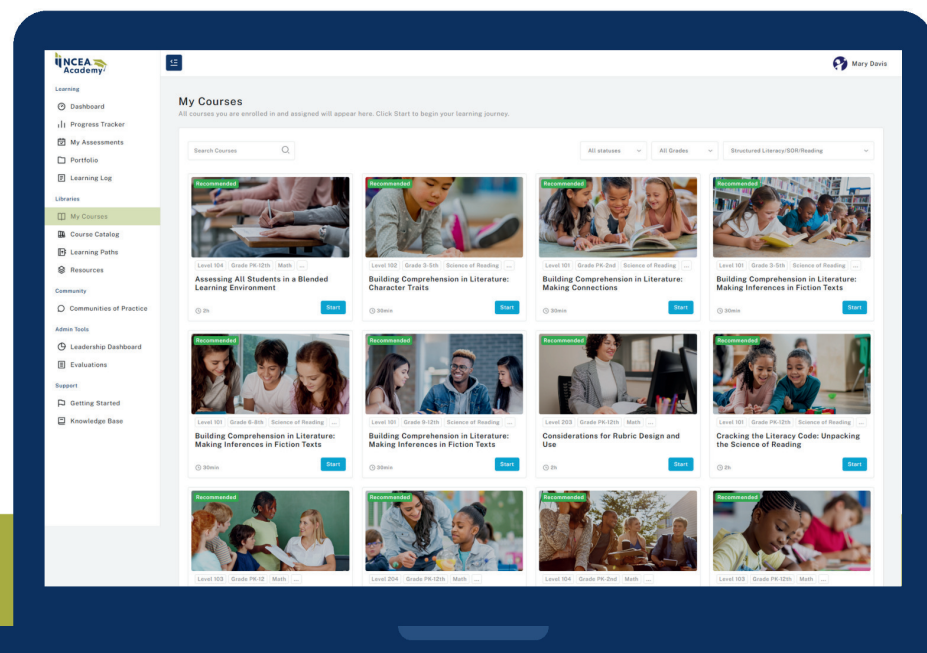 NCEA
Academy
Mary Davis
Learning
Dashboard
Progress Tracker
My Assessments
Portfolio
Learning Log
Libraries
My Courses
Course Catalog
Learning Paths
Resources
Community
Communities of Practice
Admin Tools
Leadership Dashboard
Evaluations
Support
Getting Started
Knowledge Base
My Courses
All courses you are enrolled in and assigned will appear here. Click Start to begin your learning journey.
Search Courses
All statuses
All Grades
Structured Literacy/SOR/Reading
Recommended
Level 104 Grade PK-12th Math ...
Assessing All Students in a Blended
Learning Environment
2h
Start
Recommended
Level 102 Grade 3-5th Science of Reading ...
Building Comprehension in Literature:
Character Traits
30min
Start
Recommended
Level 101 Grade PK-2nd Science of Reading ...
Building Comprehension in Literature:
Making Connections
30min
Start
Recommended
Level 101 Grade 3-5th Science of Reading ...
Building Comprehension in Literature:
Making Inferences in Fiction Texts
30min
Start
Recommended
Level 101 Grade 6-8th Science of Reading ...
Building Comprehension in Literature:
Making Inferences in Fiction Texts
30min
Start
Recommended
Level 101 Grade 9-12th Science of Reading ...
Building Comprehension in Literature:
Making Inferences in Fiction Texts
30min
Start
Recommended
Level 203 Grade PK-12th Math ...
Considerations for Rubric Design and
Use
2h
Start
Recommended
Level 101 Grade PK-12th Science of Reading ...
Cracking the Literacy Code: Unpacking
the Science of Reading
2h
Start
Recommended
Level 103 Grade PK-12 Math ...
Recommended
Level 204 Grade PK-12th Math ...
Recommended
Level 104 Grade PK-2nd Math ...
Recommended
Level 103 Grade PK-12th Math ...